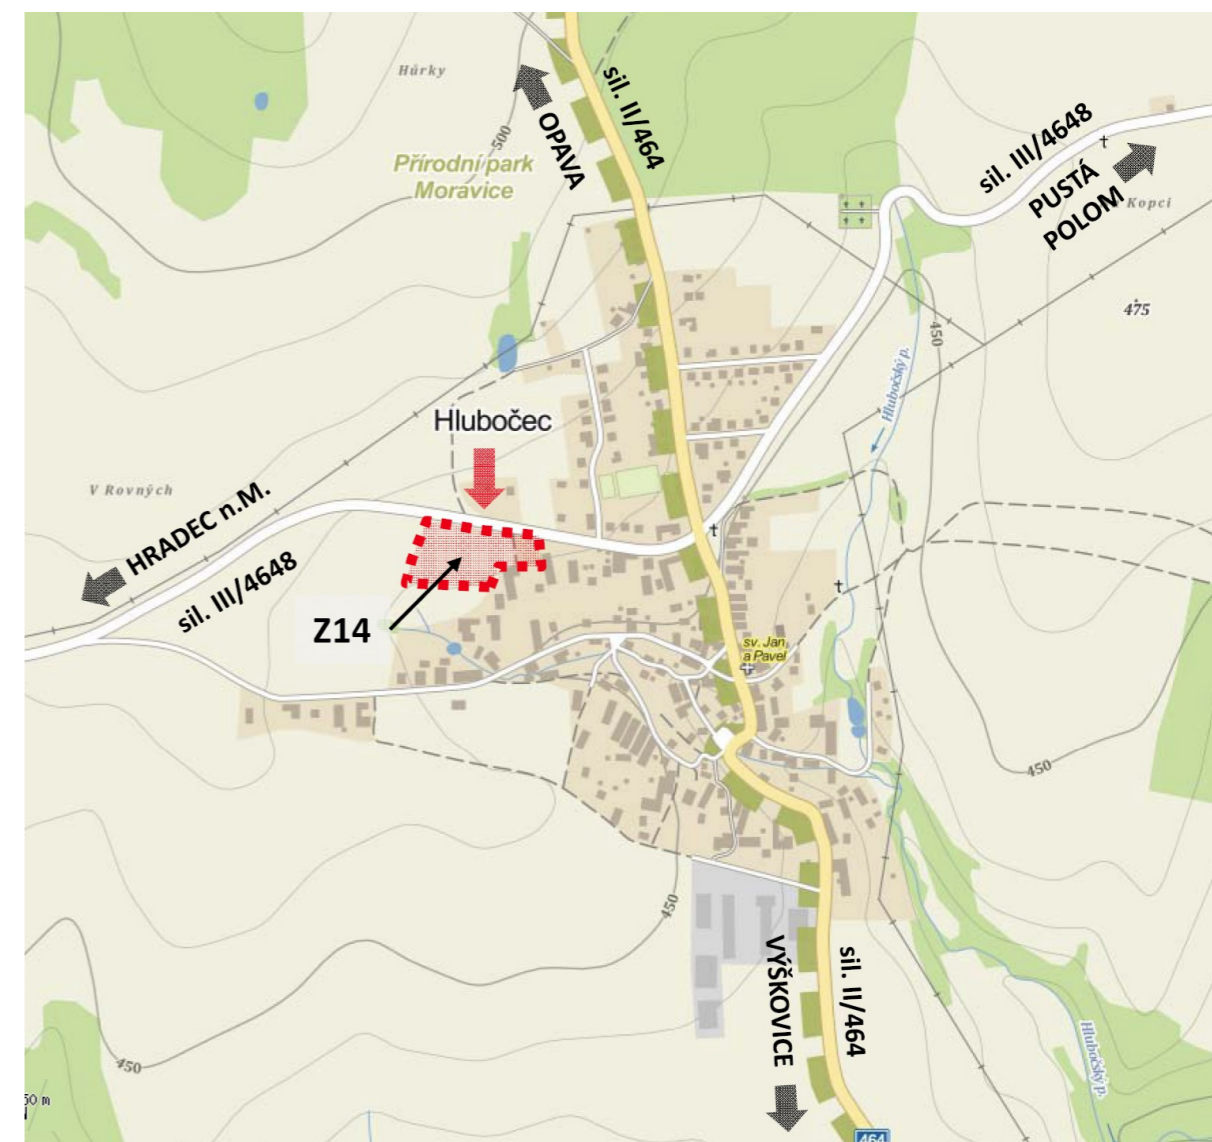 Hůrky
OPAVA
sil. II/464
500
Přírodní park
Moravice
sil. III/4648
PUSTÁ
POLOM
Kopci
475
450
Hlubočský p.
Hlubočec
V Rovných
HRADEC n.M.
sil. III/4648
Z14
sv. Jan
a Pavel
450
450
450
VÝŠKOVICE
sil. II/464
Hlubočský p.
50 m
464